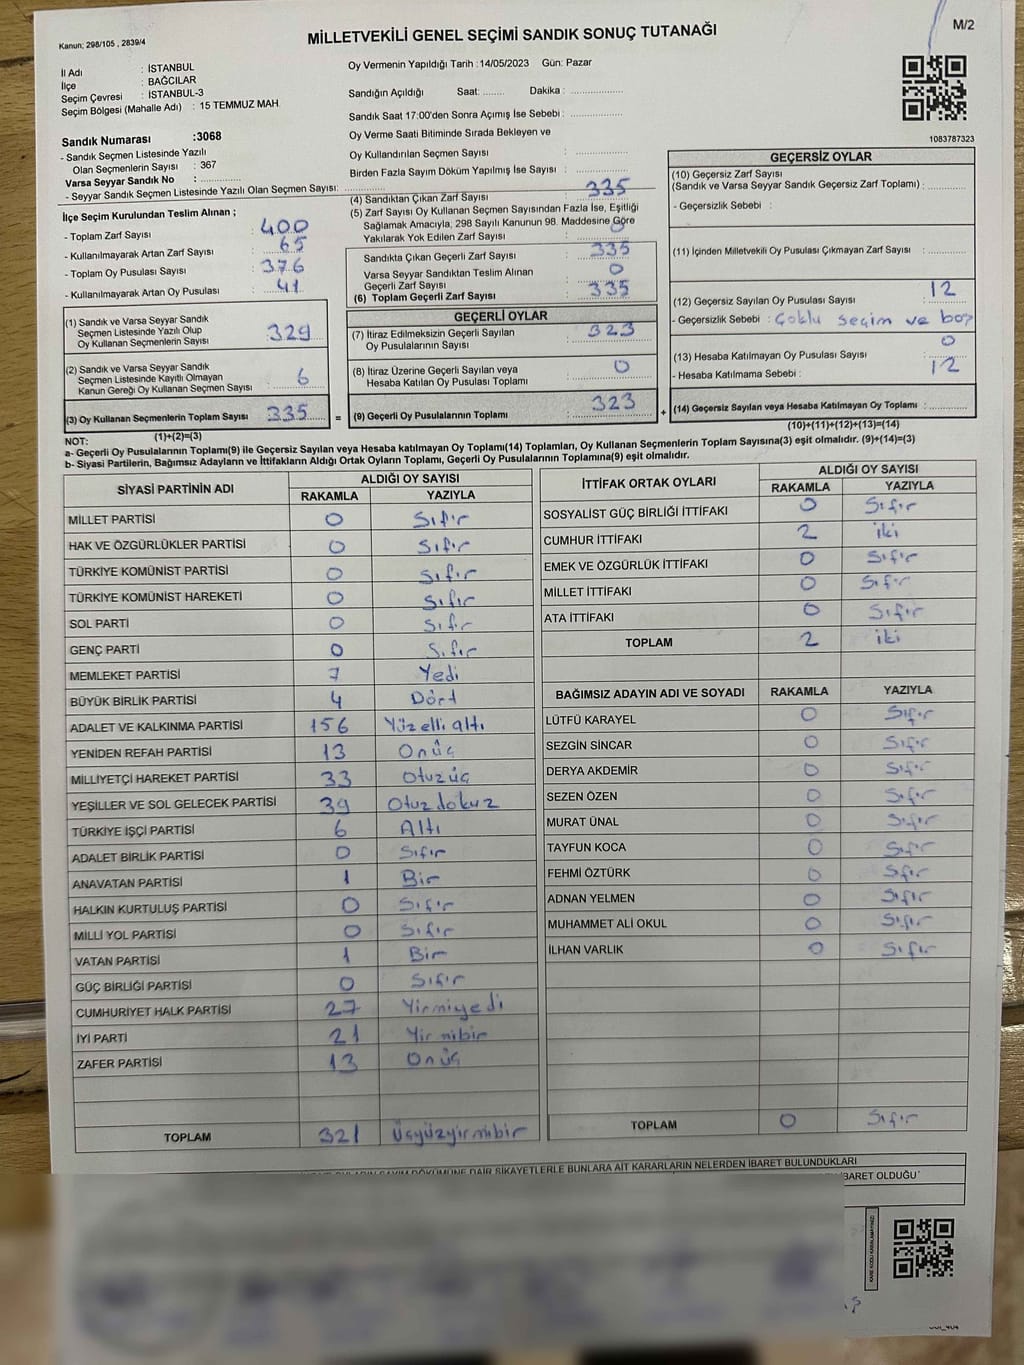 Kanun; 298/105 , 2839/4
MİLLETVEKİLİ GENEL SEÇİMİ SANDIK SONUÇ TUTANAĞI
M/2
İl Adı : İSTANBUL
İlçe : BAĞCILAR
Seçim Çevresi : İSTANBUL-3
Seçim Bölgesi (Mahalle Adı) : 15 TEMMUZ MAH.
Sandık Numarası :3068
- Sandık Seçmen Listesinde Yazılı
Olan Seçmenlerin Sayısı : 367
Varsa Seyyar Sandık No :
- Seyyar Sandık Seçmen Listesinde Yazılı Olan Seçmen Sayısı:
Oy Vermenin Yapıldığı Tarih :14/05/2023 Gün: Pazar
Sandığın Açıldığı Saat: Dakika :
Sandık Saat 17:00'den Sonra Açımış İse Sebebi :
Oy Verme Saati Bitiminde Sırada Bekleyen ve
Oy Kullandırılan Seçmen Sayısı :
Birden Fazla Sayım Döküm Yapılmış İse Sayısı :
1083787323
İlçe Seçim Kurulundan Teslim Alınan ;
- Toplam Zarf Sayısı : 400
- Kullanılmayarak Artan Zarf Sayısı : 65
- Toplam Oy Pusulası Sayısı : 376
- Kullanılmayarak Artan Oy Pusulası : 41
(1) Sandık ve Varsa Seyyar Sandık
Seçmen Listesinde Yazılı Olup
Oy Kullanan Seçmenlerin Sayısı : 329
(2) Sandık ve Varsa Seyyar Sandık
Seçmen Listesinde Kayıtlı Olmayan
Kanun Gereği Oy Kullanan Seçmen Sayısı : 6
(3) Oy Kullanan Seçmenlerin Toplam Sayısı : 335
(1)+(2)=(3)
(4) Sandıktan Çıkan Zarf Sayısı : 335
(5) Zarf Sayısı Oy Kullanan Seçmen Sayısından Fazla İse, Eşitliği
Sağlamak Amacıyla, 298 Sayılı Kanunun 98. Maddesine Göre
Yakılarak Yok Edilen Zarf Sayısı : 0
Sandıkta Çıkan Geçerli Zarf Sayısı : 335
Varsa Seyyar Sandıktan Teslim Alınan
Geçerli Zarf Sayısı : 0
(6) Toplam Geçerli Zarf Sayısı : 335
GEÇERLİ OYLAR
(7) İtiraz Edilmeksizin Geçerli Sayılan
Oy Pusulalarının Sayısı : 323
(8) İtiraz Üzerine Geçerli Sayılan veya
Hesaba Katılan Oy Pusulası Toplamı : 0
= (9) Geçerli Oy Pusulalarının Toplamı : 323
GEÇERSİZ OYLAR
(10) Geçersiz Zarf Sayısı
(Sandık ve Varsa Seyyar Sandık Geçersiz Zarf Toplamı) :
- Geçersizlik Sebebi :
(11) İçinden Milletvekili Oy Pusulası Çıkmayan Zarf Sayısı :
(12) Geçersiz Sayılan Oy Pusulası Sayısı : 12
- Geçersizlik Sebebi : Çoklu seçim ve boş
(13) Hesaba Katılmayan Oy Pusulası Sayısı : 0
- Hesaba Katılmama Sebebi : 12
+ (14) Geçersiz Sayılan veya Hesaba Katılmayan Oy Toplamı :
(10)+(11)+(12)+(13)=(14)
NOT:
a- Geçerli Oy Pusulalarının Toplamı(9) ile Geçersiz Sayılan veya Hesaba katılmayan Oy Toplamı(14) Toplamları, Oy Kullanan Seçmenlerin Toplam Sayısına(3) eşit olmalıdır. (9)+(14)=(3)
b- Siyasi Partilerin, Bağımsız Adayların ve İttifakların Aldığı Ortak Oyların Toplamı, Geçerli Oy Pusulalarının Toplamına(9) eşit olmalıdır.
SİYASİ PARTİNİN ADI ALDIĞI OY SAYISI
RAKAMLA YAZIYLA
MİLLET PARTİSİ 0 Sıfır
HAK VE ÖZGÜRLÜKLER PARTİSİ 0 Sıfır
TÜRKİYE KOMÜNİST PARTİSİ 0 Sıfır
TÜRKİYE KOMÜNİST HAREKETİ 0 Sıfır
SOL PARTİ 0 Sıfır
GENÇ PARTİ 0 Sıfır
MEMLEKET PARTİSİ 7 Yedi
BÜYÜK BİRLİK PARTİSİ 4 Dört
ADALET VE KALKINMA PARTİSİ 156 Yüzelli altı
YENİDEN REFAH PARTİSİ 13 Onüç
MİLLİYETÇİ HAREKET PARTİSİ 33 Otuzüç
YEŞİLLER VE SOL GELECEK PARTİSİ 39 Otuzdokuz
TÜRKİYE İŞÇİ PARTİSİ 6 Altı
ADALET BİRLİK PARTİSİ 0 Sıfır
ANAVATAN PARTİSİ 1 Bir
HALKIN KURTULUŞ PARTİSİ 0 Sıfır
MİLLİ YOL PARTİSİ 0 Sıfır
VATAN PARTİSİ 1 Bir
GÜÇ BİRLİĞİ PARTİSİ 0 Sıfır
CUMHURİYET HALK PARTİSİ 27 Yirmiyedi
İYİ PARTİ 21 Yirmibir
ZAFER PARTİSİ 13 Onüç
TOPLAM 321 Üçyüzyirmibir
İTTİFAK ORTAK OYLARI ALDIĞI OY SAYISI
RAKAMLA YAZIYLA
SOSYALİST GÜÇ BİRLİĞİ İTTİFAKI 0 Sıfır
CUMHUR İTTİFAKI 2 iki
EMEK VE ÖZGÜRLÜK İTTİFAKI 0 Sıfır
MİLLET İTTİFAKI 0 Sıfır
ATA İTTİFAKI 0 Sıfır
TOPLAM 2 iki
BAĞIMSIZ ADAYIN ADI VE SOYADI RAKAMLA YAZIYLA
LÜTFÜ KARAYEL 0 Sıfır
SEZGİN SİNCAR 0 Sıfır
DERYA AKDEMİR 0 Sıfır
SEZEN ÖZEN 0 Sıfır
MURAT ÜNAL 0 Sıfır
TAYFUN KOCA 0 Sıfır
FEHMİ ÖZTÜRK 0 Sıfır
ADNAN YELMEN 0 Sıfır
MUHAMMET ALİ OKUL 0 Sıfır
İLHAN VARLIK 0 Sıfır
TOPLAM 0 Sıfır
DÖKÜMÜNE DAİR ŞİKAYETLERLE BUNLARA AİT KARARLARIN NELERDEN İBARET BULUNDUKLARI
İBARET OLDUĞU